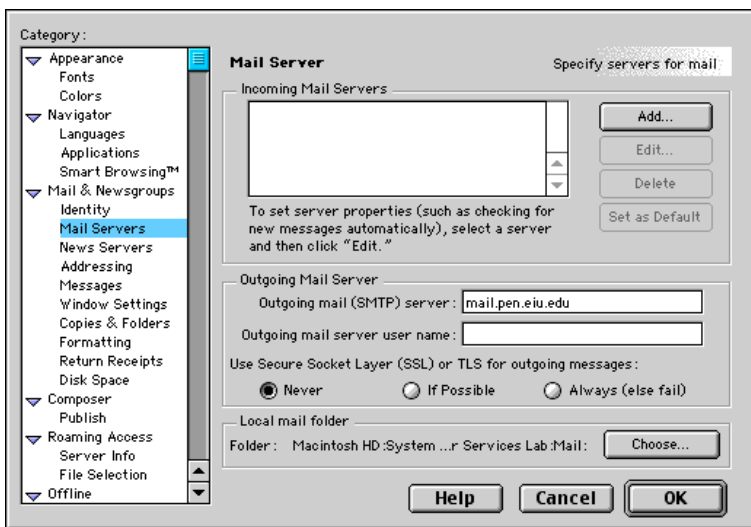 Category:
Appearance
Fonts
Colors
Navigator
Languages
Applications
Smart Browsing™
Mail & Newsgroups
Identity
Mail Servers
News Servers
Addressing
Messages
Window Settings
Copies & Folders
Formatting
Return Receipts
Disk Space
Composer
Publish
Roaming Access
Server Info
File Selection
Offline
Mail Server
Specify servers for mail
Incoming Mail Servers
Add...
Edit...
Delete
Set as Default
To set server properties (such as checking for
new messages automatically), select a server
and then click “Edit.”
Outgoing Mail Server
Outgoing mail (SMTP) server: mail.pen.eiu.edu
Outgoing mail server user name:
Use Secure Socket Layer (SSL) or TLS for outgoing messages:
Never If Possible Always (else fail)
Local mail folder
Folder: Macintosh HD:System ...r Services Lab:Mail: Choose...
Help Cancel OK